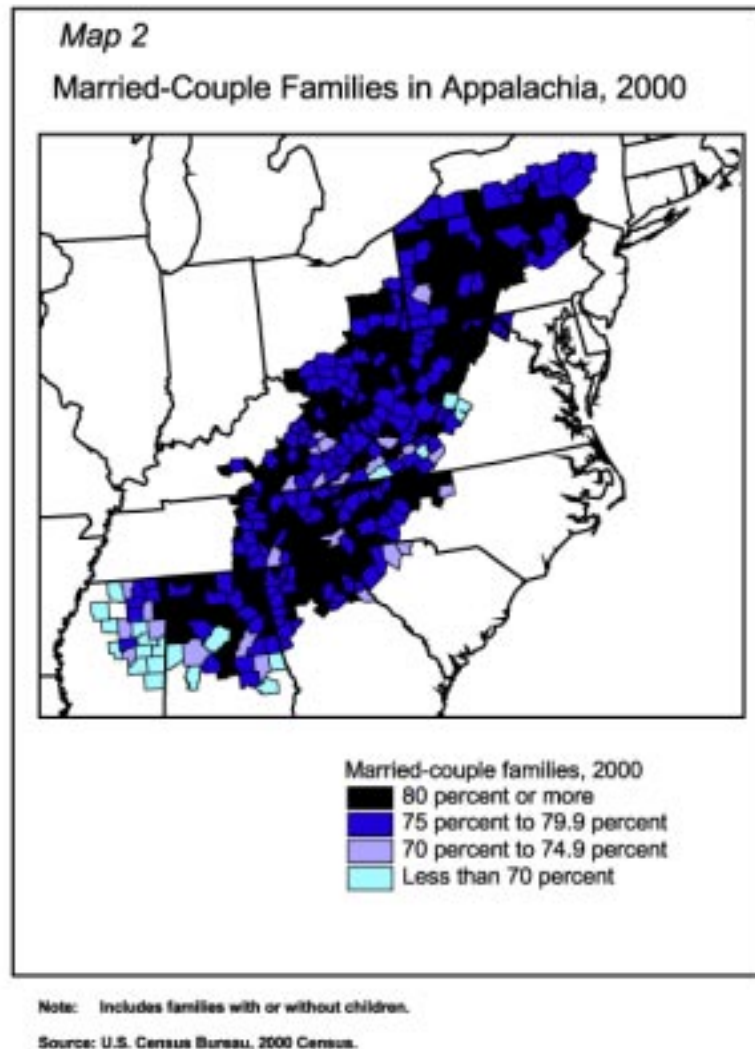 Map 2
Married-Couple Families in Appalachia, 2000
Married-couple families, 2000
80 percent or more
75 percent to 79.9 percent
70 percent to 74.9 percent
Less than 70 percent
Note: Includes families with or without children.
Source: U.S. Census Bureau, 2000 Census.